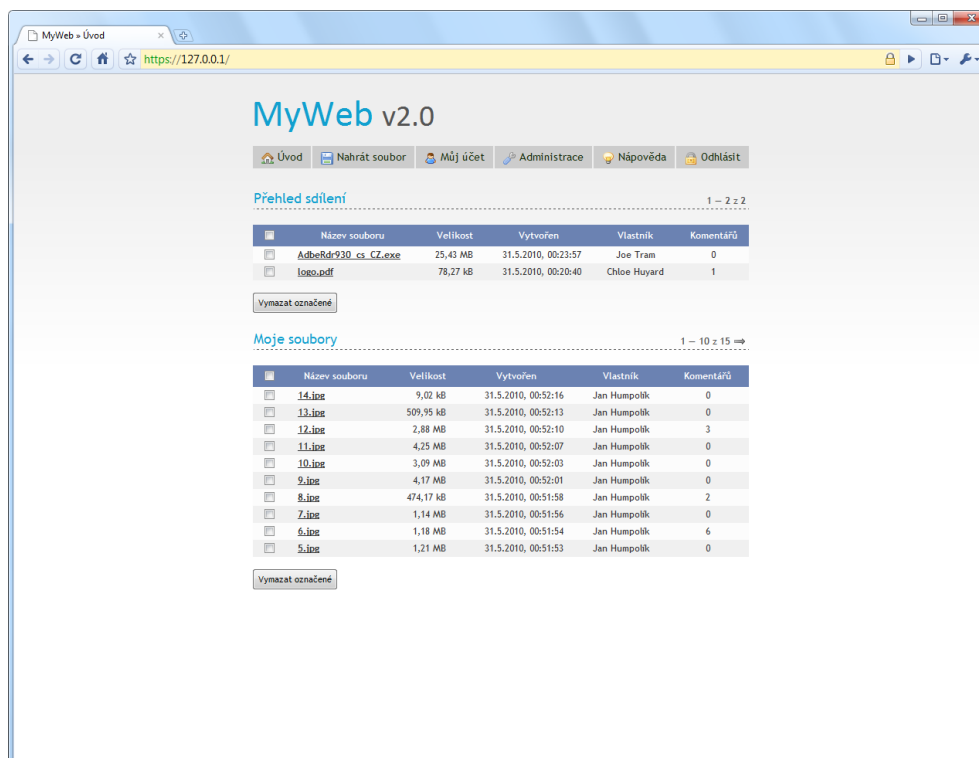 MyWeb » Úvod
https://127.0.0.1/
MyWeb v2.0
Úvod Nahrát soubor Můj účet Administrace Nápověda Odhlásit
Přehled sdílení 1 – 2 z 2
Název souboru Velikost Vytvořen Vlastník Komentářů
AdbeRdr930_cs_CZ.exe 25,43 MB 31.5.2010, 00:23:57 Joe Tram 0
logo.pdf 78,27 kB 31.5.2010, 00:20:40 Chloe Huyard 1
Vymazat označené
Moje soubory 1 – 10 z 15 ⇒
Název souboru Velikost Vytvořen Vlastník Komentářů
14.jpg 9,02 kB 31.5.2010, 00:52:16 Jan Humpolík 0
13.jpg 509,95 kB 31.5.2010, 00:52:13 Jan Humpolík 0
12.jpg 2,88 MB 31.5.2010, 00:52:10 Jan Humpolík 3
11.jpg 4,25 MB 31.5.2010, 00:52:07 Jan Humpolík 0
10.jpg 3,09 MB 31.5.2010, 00:52:03 Jan Humpolík 0
9.jpg 4,17 MB 31.5.2010, 00:52:01 Jan Humpolík 0
8.jpg 474,17 kB 31.5.2010, 00:51:58 Jan Humpolík 2
7.jpg 1,14 MB 31.5.2010, 00:51:56 Jan Humpolík 0
6.jpg 1,18 MB 31.5.2010, 00:51:54 Jan Humpolík 6
5.jpg 1,21 MB 31.5.2010, 00:51:53 Jan Humpolík 0
Vymazat označené